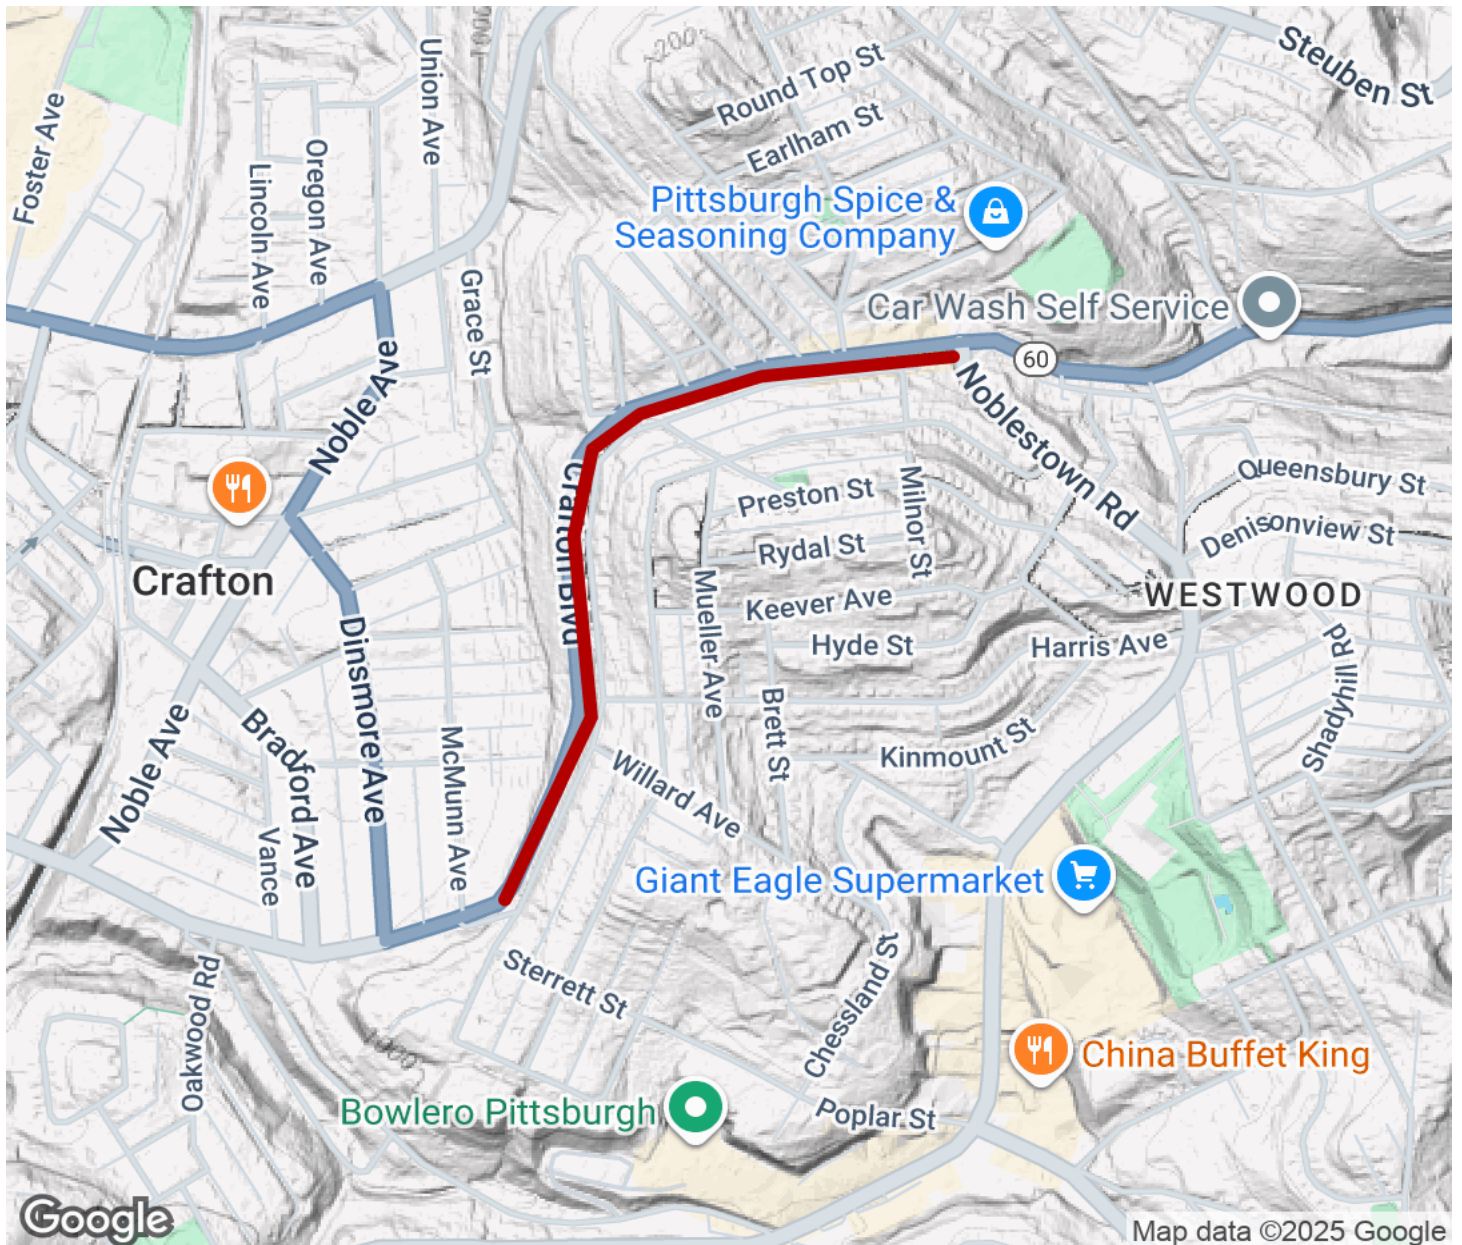 Steuben St
Round Top St
Earlham St
Union Ave
Foster Ave
Oregon Ave
Lincoln Ave
Pittsburgh Spice &
Seasoning Company
Car Wash Self Service
Grace St
60
Noble Ave
Noblestown Rd
Crafton Blvd
Queensbury St
Preston St
Milnor St
Denisonview St
Rydal St
Crafton
WESTWOOD
Keever Ave
Mueller Ave
Hyde St
Harris Ave
Shadyhill Rd
Dinsmore Ave
Brett St
Bradford Ave
Noble Ave
McMunn Ave
Kinmount St
Willard Ave
Vance
Giant Eagle Supermarket
Sterrett St
Chessland St
Oakwood Rd
China Buffet King
Bowlero Pittsburgh
Poplar St
Google
Map data ©2025 Google